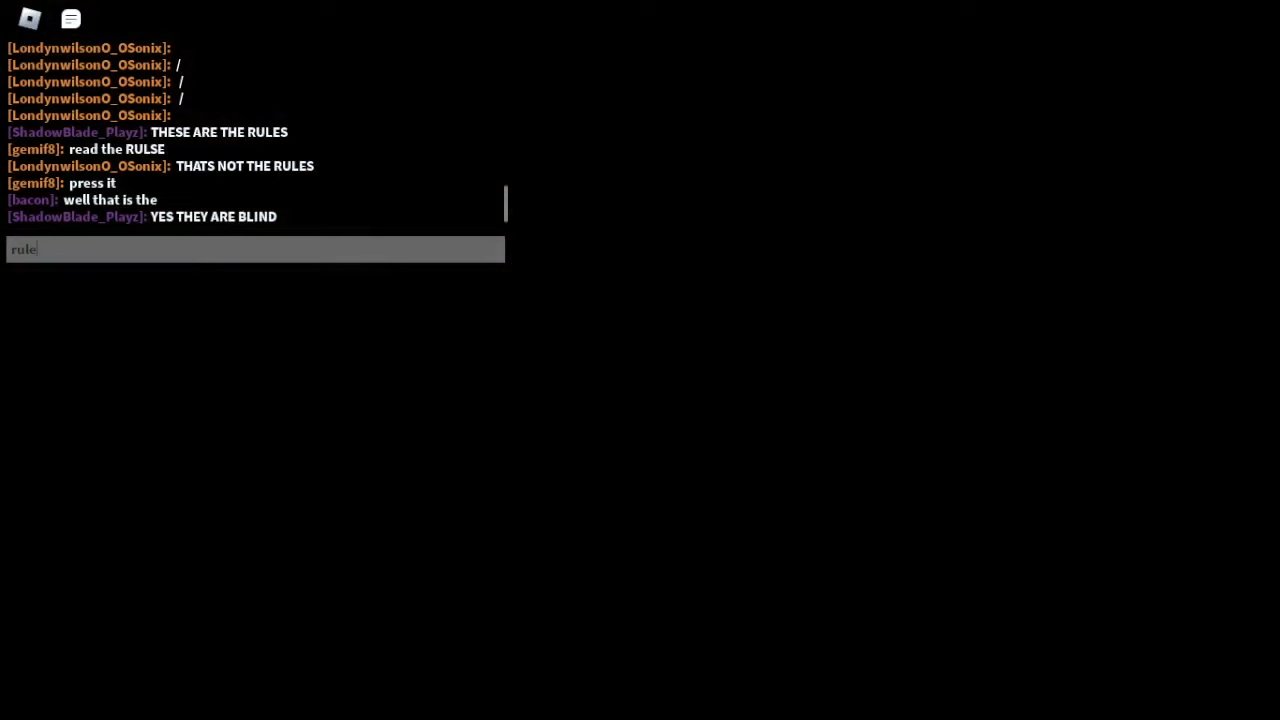 [LondynwilsonO_OSonix]:
[LondynwilsonO_OSonix]: /
[LondynwilsonO_OSonix]: /
[LondynwilsonO_OSonix]: /
[LondynwilsonO_OSonix]:
[ShadowBlade_Playz]: THESE ARE THE RULES
[gemif8]: read the RULSE
[LondynwilsonO_OSonix]: THATS NOT THE RULES
[gemif8]: press it
[bacon]: well that is the
[ShadowBlade_Playz]: YES THEY ARE BLIND
rule